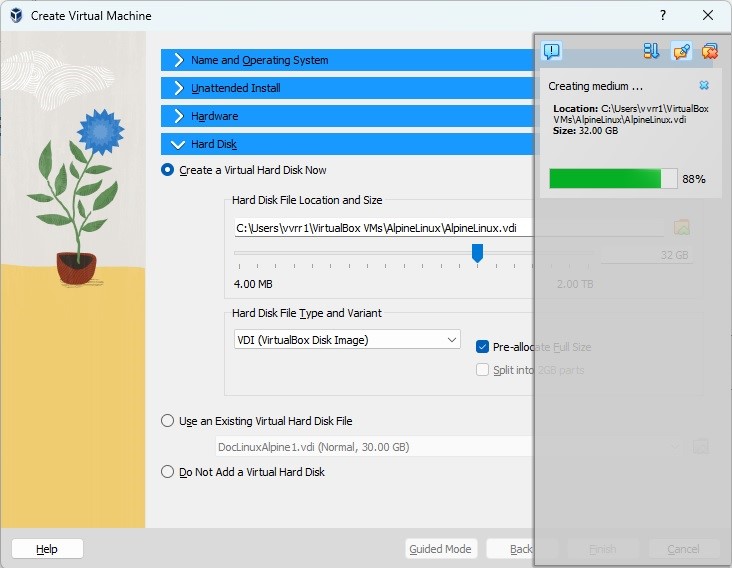 Create Virtual Machine
?
Name and Operating System
Unattended Install
Hardware
Hard Disk
Create a Virtual Hard Disk Now
Hard Disk File Location and Size
C:\Users\vvrr1\VirtualBox VMs\AlpineLinux\AlpineLinux.vdi
32 GB
4.00 MB
2.00 TB
Hard Disk File Type and Variant
VDI (VirtualBox Disk Image)
Pre-allocate Full Size
Split into 2GB parts
Use an Existing Virtual Hard Disk File
DocLinuxAlpine1.vdi (Normal, 30.00 GB)
Do Not Add a Virtual Hard Disk
Help
Guided Mode
Back
Finish
Cancel
Creating medium ...
Location: C:\Users\vvrr1\VirtualBox
VMs\AlpineLinux\AlpineLinux.vdi
Size: 32.00 GB
88%